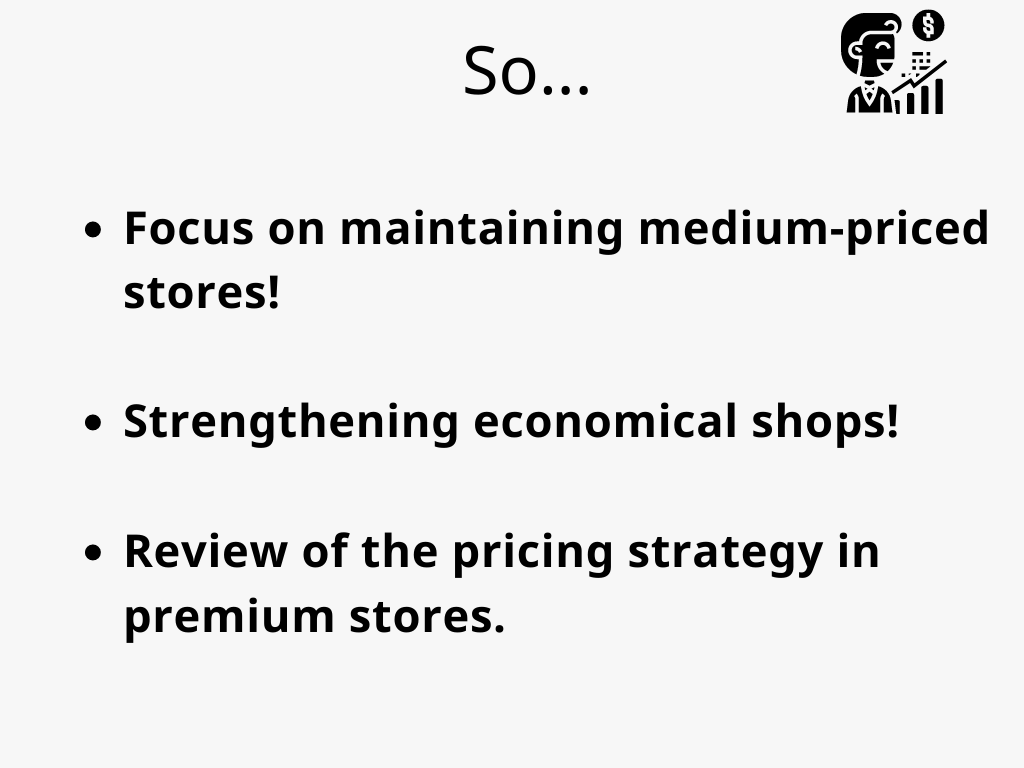 So...
$
• Focus on maintaining medium-priced
stores!
• Strengthening economical shops!
• Review of the pricing strategy in
premium stores.